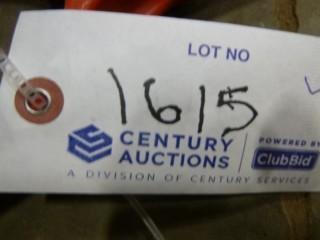 LOT NO
1615
CENTURY
AUCTIONS
POWERED BY
ClubBid
A DIVISION OF CENTURY SERVICES